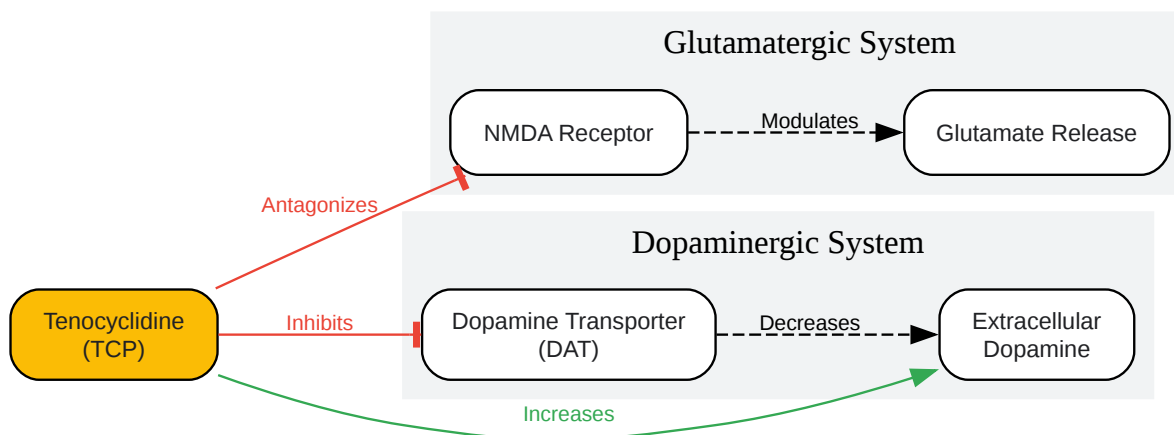 Glutamatergic System
NMDA Receptor
Modulates
Glutamate Release
Antagonizes
Dopaminergic System
Tenocyclidine
(TCP)
Inhibits
Dopamine Transporter
(DAT)
Decreases
Extracellular
Dopamine
Increases